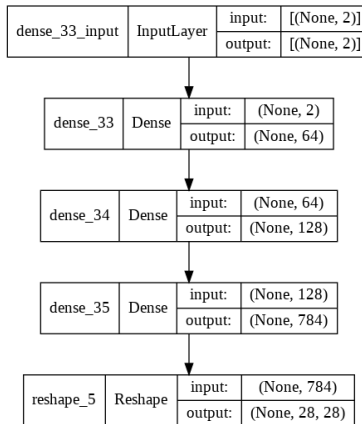 dense_33_input InputLayer input: [(None, 2)]
output: [(None, 2)]
dense_33 Dense input: (None, 2)
output: (None, 64)
dense_34 Dense input: (None, 64)
output: (None, 128)
dense_35 Dense input: (None, 128)
output: (None, 784)
reshape_5 Reshape input: (None, 784)
output: (None, 28, 28)